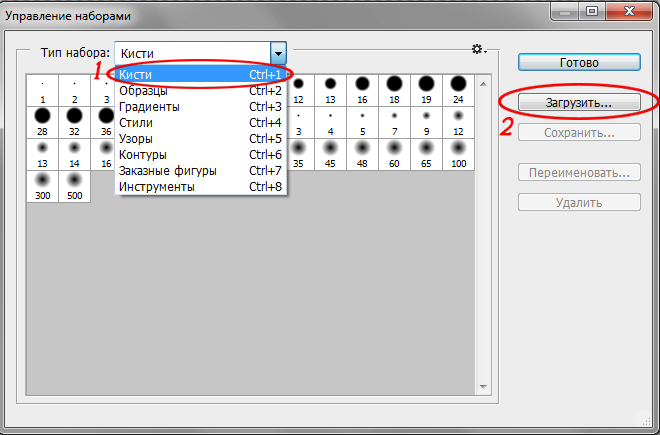 Управление наборами
Тип набора: Кисти
Готово
1
Кисти Ctrl+1
Образцы Ctrl+2
Градиенты Ctrl+3
Стили Ctrl+4
Узоры Ctrl+5
Контуры Ctrl+6
Заказные фигуры Ctrl+7
Инструменты Ctrl+8
1 2 3 12 13 16 18 19 24
28 32 36 3 4 5 7 9 12
13 14 16 35 45 48 60 65 100
300 500
Загрузить...
2
Сохранить...
Переименовать...
Удалить